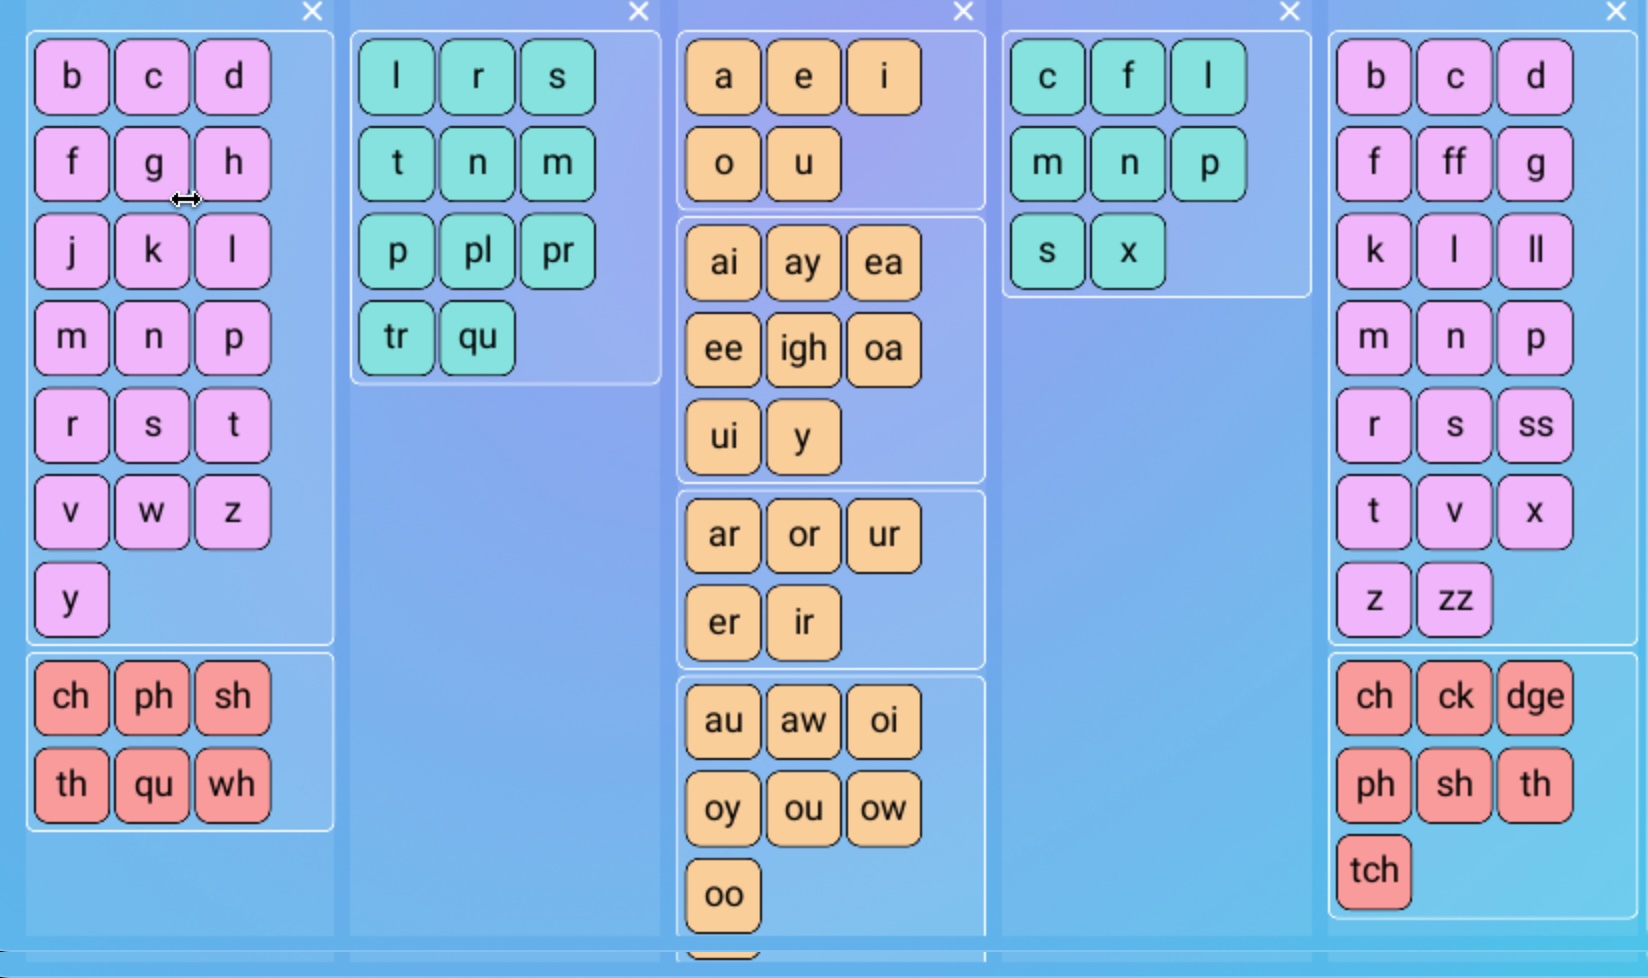 b c d
f g h
j k l
m n p
r s t
v w z
y
ch ph sh
th qu wh
l r s
t n m
p pl pr
tr qu
a e i
o u
ai ay ea
ee igh oa
ui y
ar or ur
er ir
au aw oi
oy ou ow
oo
c f l
m n p
s x
b c d
f ff g
k l ll
m n p
r s ss
t v x
z zz
ch ck dge
ph sh th
tch